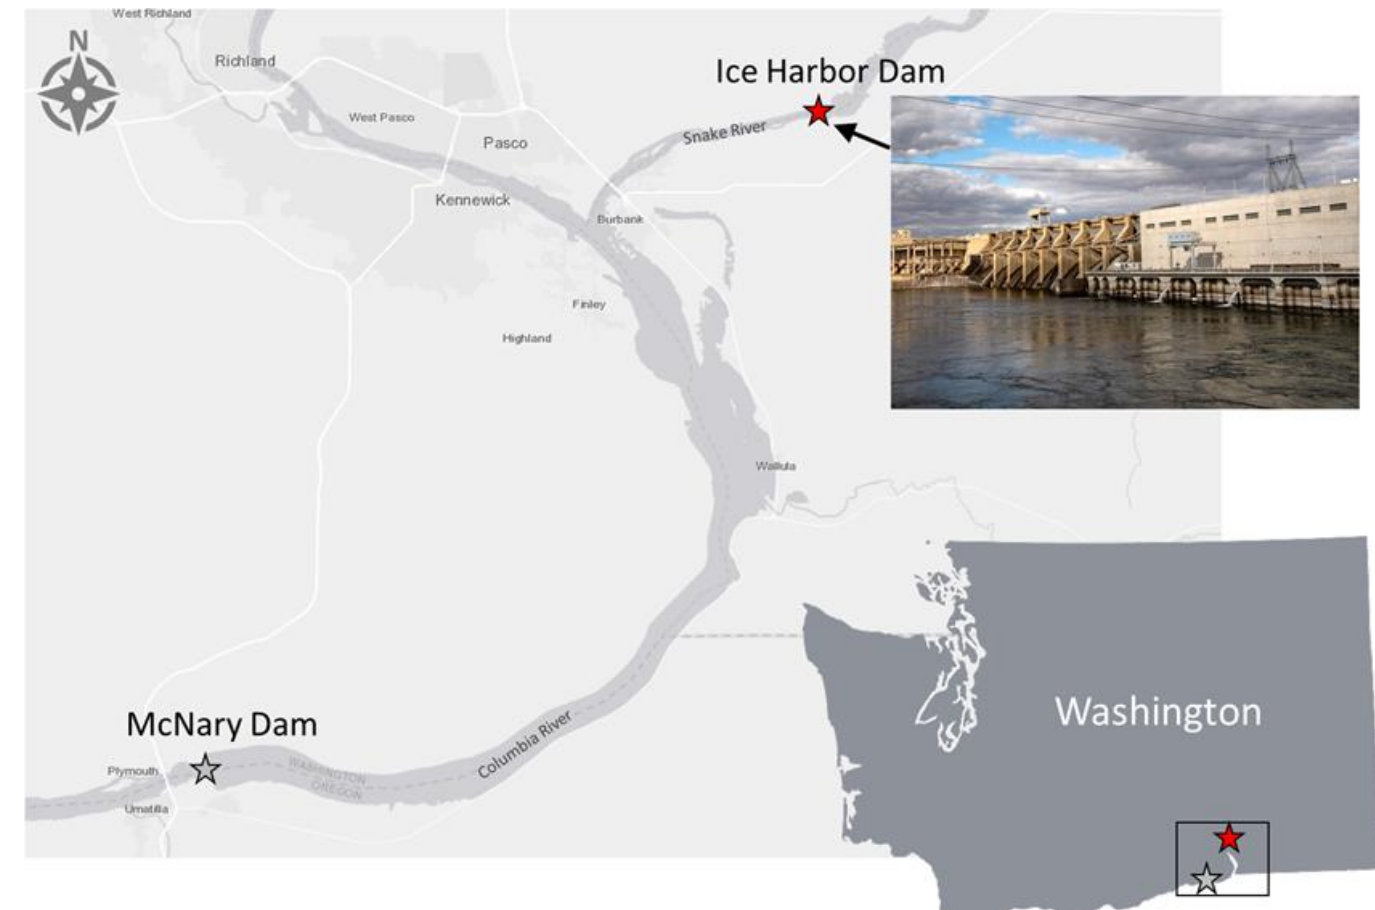 West Richland
N
Richland
Ice Harbor Dam
West Pasco
Snake River
Pasco
Kennewick
Burbank
Finley
Highland
Wallula
Washington
McNary Dam
Columbia River
Plymouth
WASHINGTON
OREGON
Umatilla